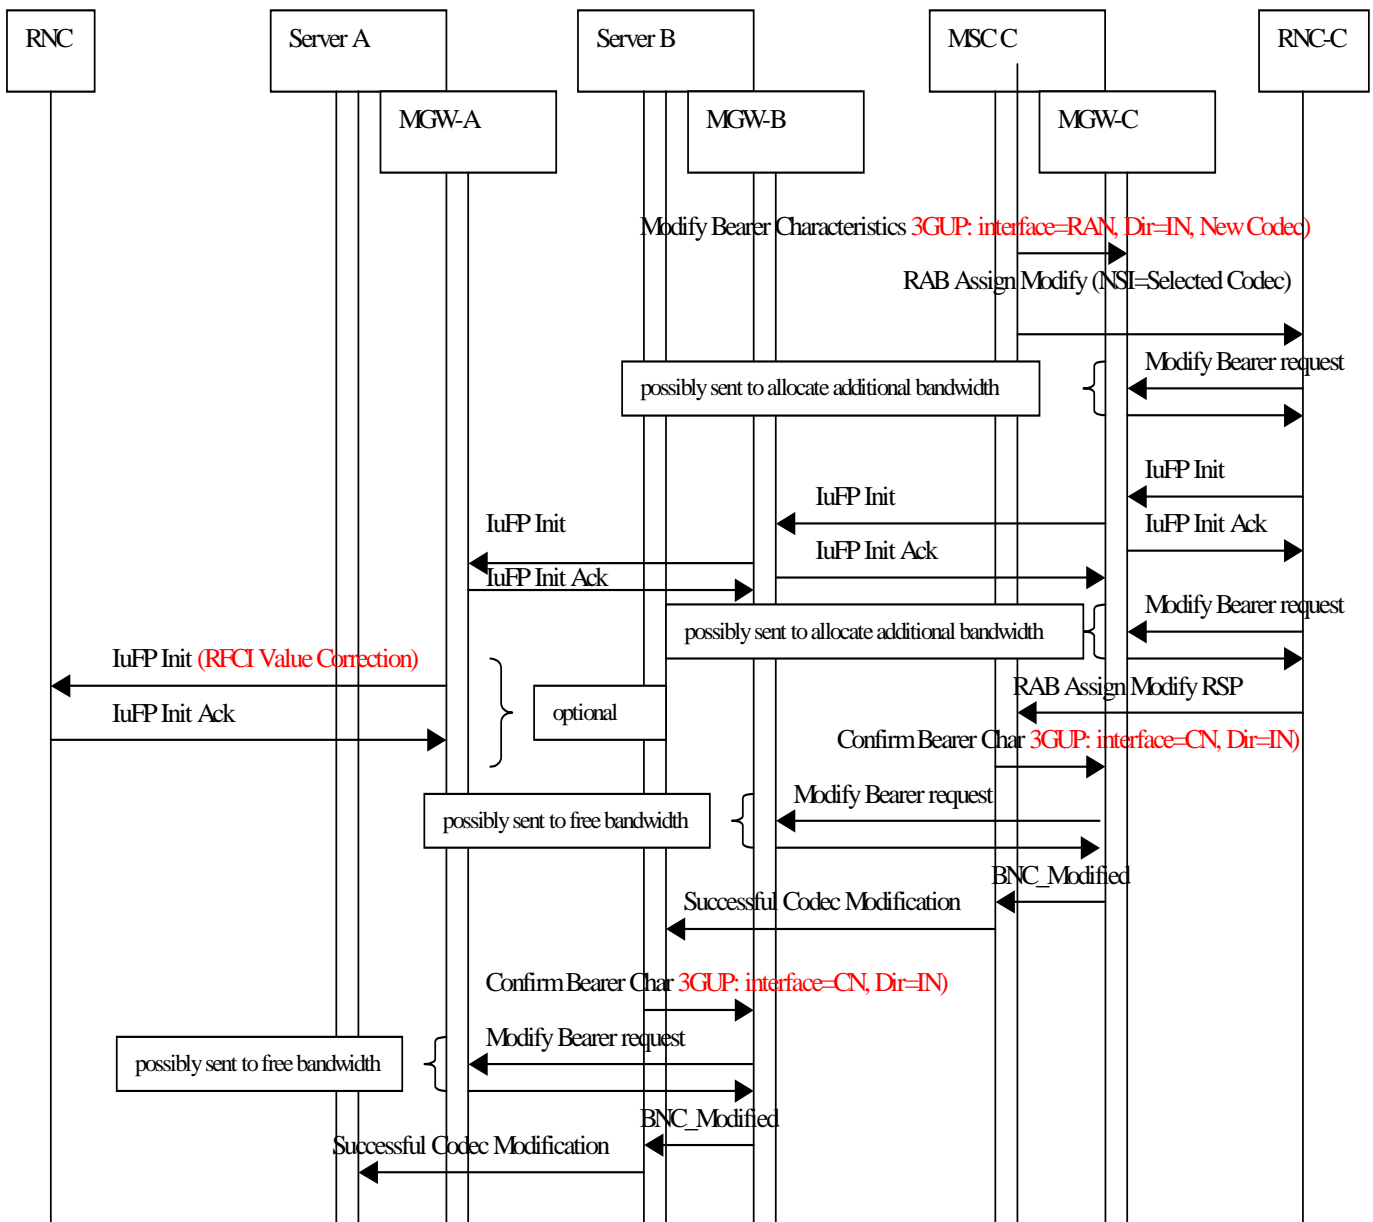 RNC
Server A
Server B
MSC C
RNC-C
MGW-A
MGW-B
MGW-C
Modify Bearer Characteristics 3GUP: interface=RAN, Dir=IN, New Codec)
RAB Assign Modify (NSI=Selected Codec)
Modify Bearer request
possibly sent to allocate additional bandwidth
IuFP Init
IuFP Init
IuFP Init
IuFP Init Ack
IuFP Init Ack
IuFP Init Ack
Modify Bearer request
possibly sent to allocate additional bandwidth
IuFP Init (RFCI Value Correction)
RAB Assign Modify RSP
IuFP Init Ack
optional
Confirm Bearer Char 3GUP: interface=CN, Dir=IN)
Modify Bearer request
possibly sent to free bandwidth
BNC_Modified
Successful Codec Modification
Confirm Bearer Char 3GUP: interface=CN, Dir=IN)
Modify Bearer request
possibly sent to free bandwidth
BNC_Modified
Successful Codec Modification